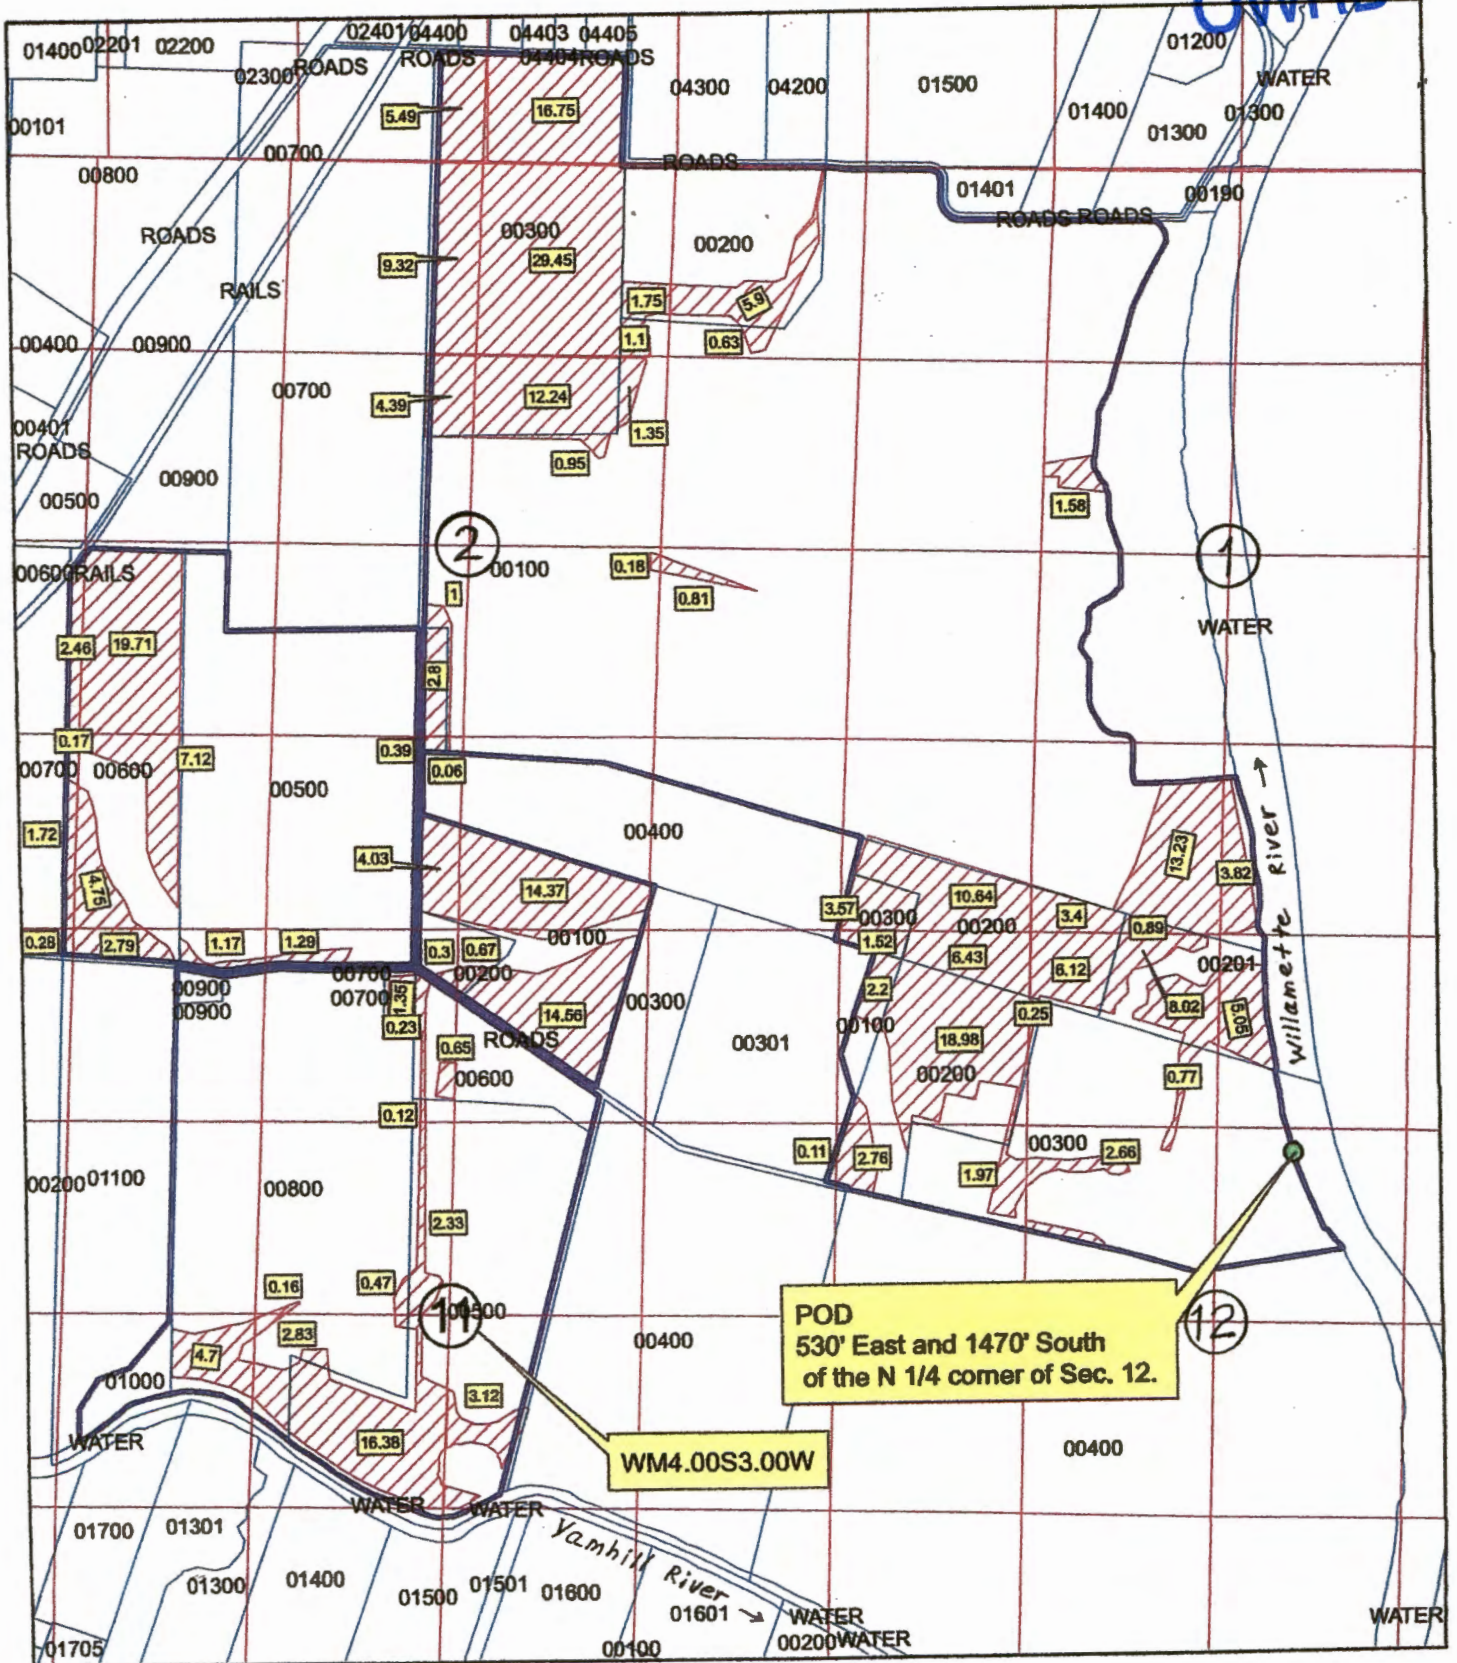 OWRD
01400 02201 02200 02401 04400 04403 04405 01200
02300 ROADS ROADS 04404 ROADS WATER
5.49 16.75 04300 04200 01500 01400 01300 01300
00101 00700
00800 ROADS 01401 00190
ROADS ROADS ROADS
00300 00200
9.32 29.45
RAILS 1.75 5.9
00400 00900 1.1 0.63
00700 4.39 12.24
00401 1.35
ROADS 0.95
00900
00500 1.58
2 1
00600 RAILS 00100 0.18
1 0.81
WATER
2.46 19.71 2.8
0.17 7.12 0.39
00700 00600 0.06
00500
1.72 00400
4.03 13.23 3.82
4.75 14.37 10.64
3.57 00300 00200 3.4 0.89
0.28 2.79 1.17 1.29 0.3 0.67 00100 1.52
6.43 6.12 00201
00700 00200
00900 00700 1.35 2.2
00900 00300 8.02 5.05
0.23 14.56 00100 0.25
ROADS 00301 18.98
0.65
00600 00200 0.77
Willamette River →
0.12
00300
0.11 2.76 2.66
00200 01100 00800 1.97
2.33
0.16 0.47
11 00500 12
2.83 00400
4.7
POD
530' East and 1470' South
of the N 1/4 corner of Sec. 12.
01000 3.12
WATER 16.38 00400
WM4.00S3.00W
WATER WATER
01700 01301
Yamhill River →
01300 01400 01500 01501 01600
01601 WATER WATER
01705 00100 00200 WATER